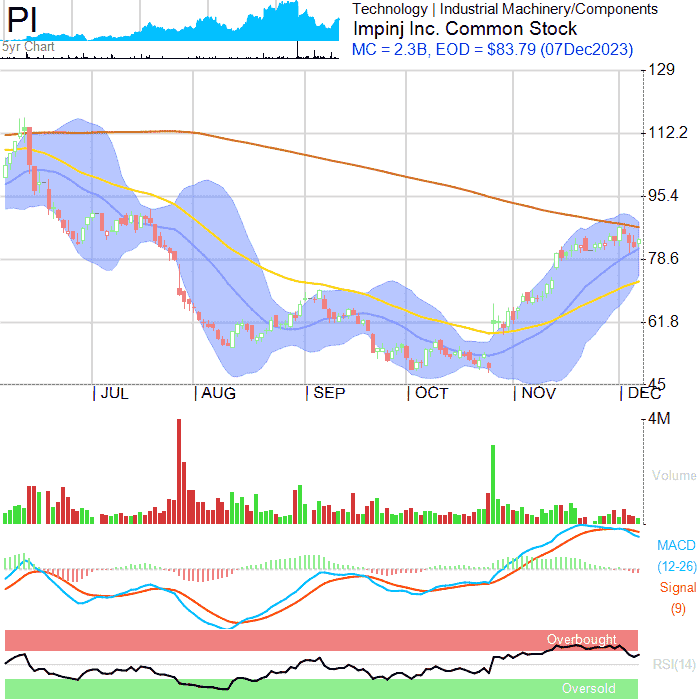 PI
5yr Chart
Technology | Industrial Machinery/Components
Impinj Inc. Common Stock
MC = 2.3B, EOD = $83.79 (07Dec2023)
129
112.2
95.4
78.6
61.8
45
JUL
AUG
SEP
OCT
NOV
DEC
4M
Volume
MACD
(12-26)
Signal
(9)
Overbought
RSI(14)
Oversold